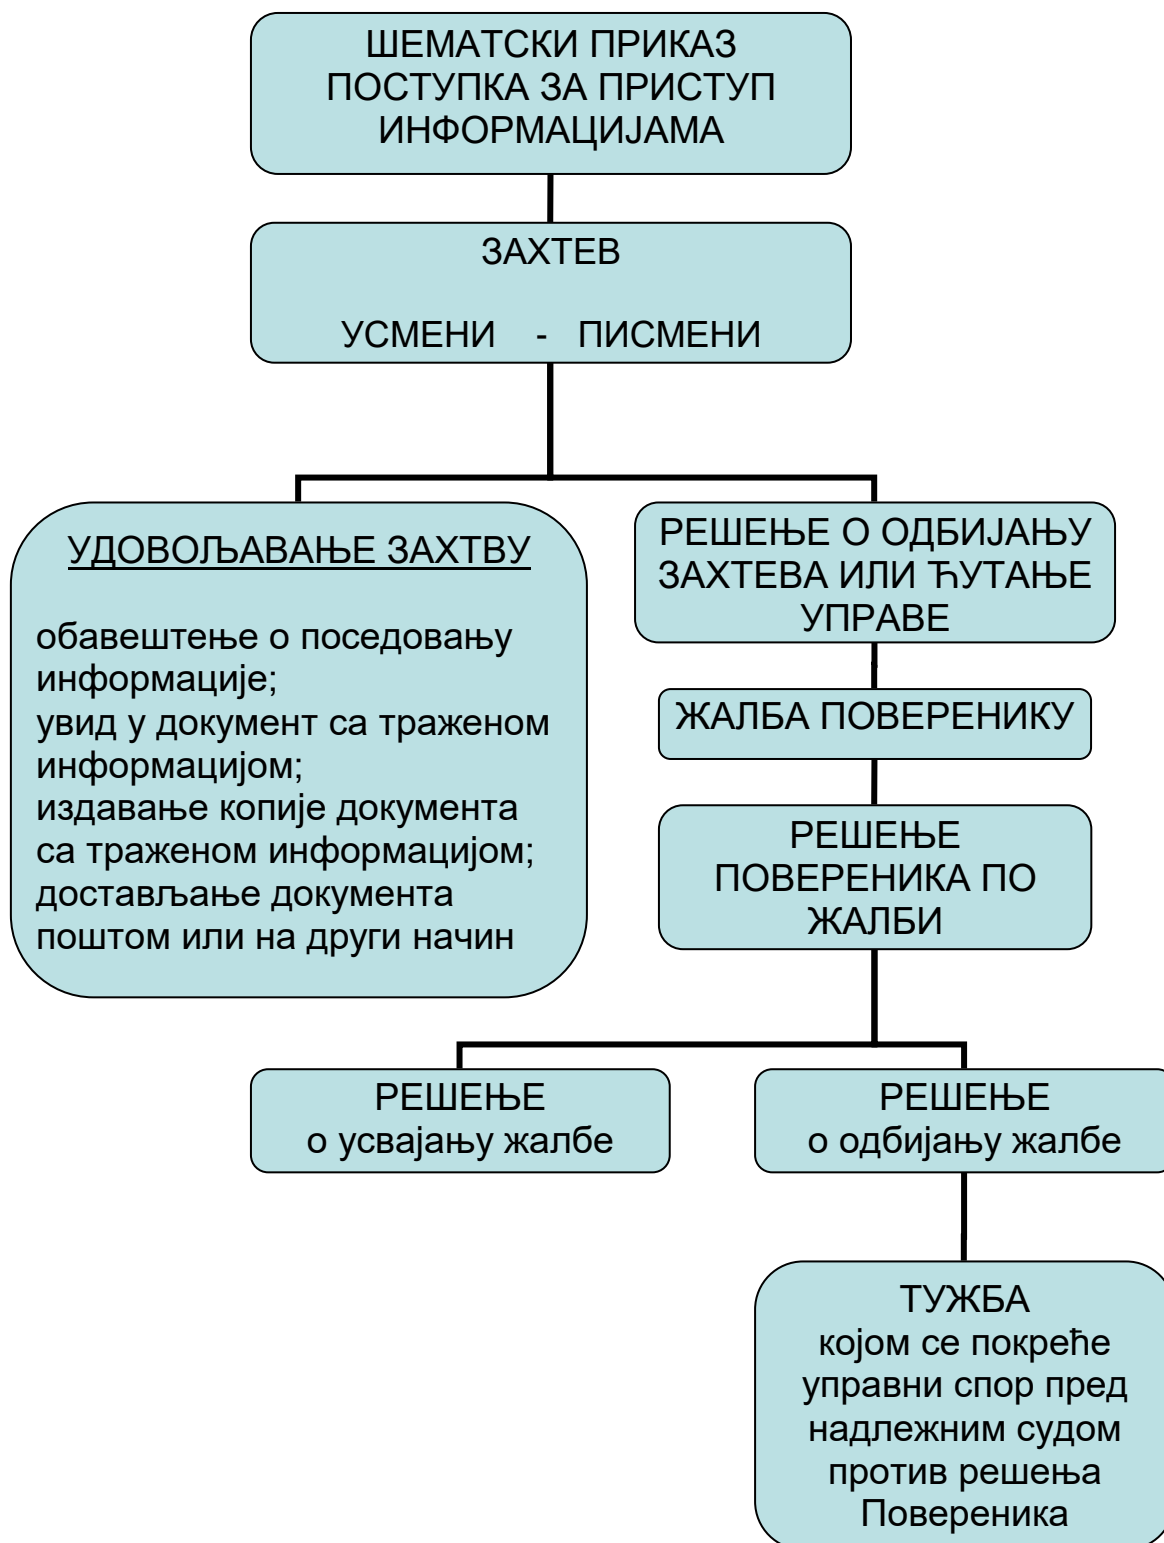 ШЕМАТСКИ ПРИКАЗ
ПОСТУПКА ЗА ПРИСТУП
ИНФОРМАЦИЈАМА
ЗАХТЕВ
УСМЕНИ - ПИСМЕНИ
УДОВОЉАВАЊЕ ЗАХТВУ
обавештење о поседовању
информације;
увид у документ са траженом
информацијом;
издавање копије документа
са траженом информацијом;
достављање документа
поштом или на други начин
РЕШЕЊЕ О ОДБИЈАЊУ
ЗАХТЕВА ИЛИ ЋУТАЊЕ
УПРАВЕ
ЖАЛБА ПОВЕРЕНИКУ
РЕШЕЊЕ
ПОВЕРЕНИКА ПО
ЖАЛБИ
РЕШЕЊЕ
о усвајању жалбе
РЕШЕЊЕ
о одбијању жалбе
ТУЖБА
којом се покреће
управни спор пред
надлежним судом
против решења
Повереника